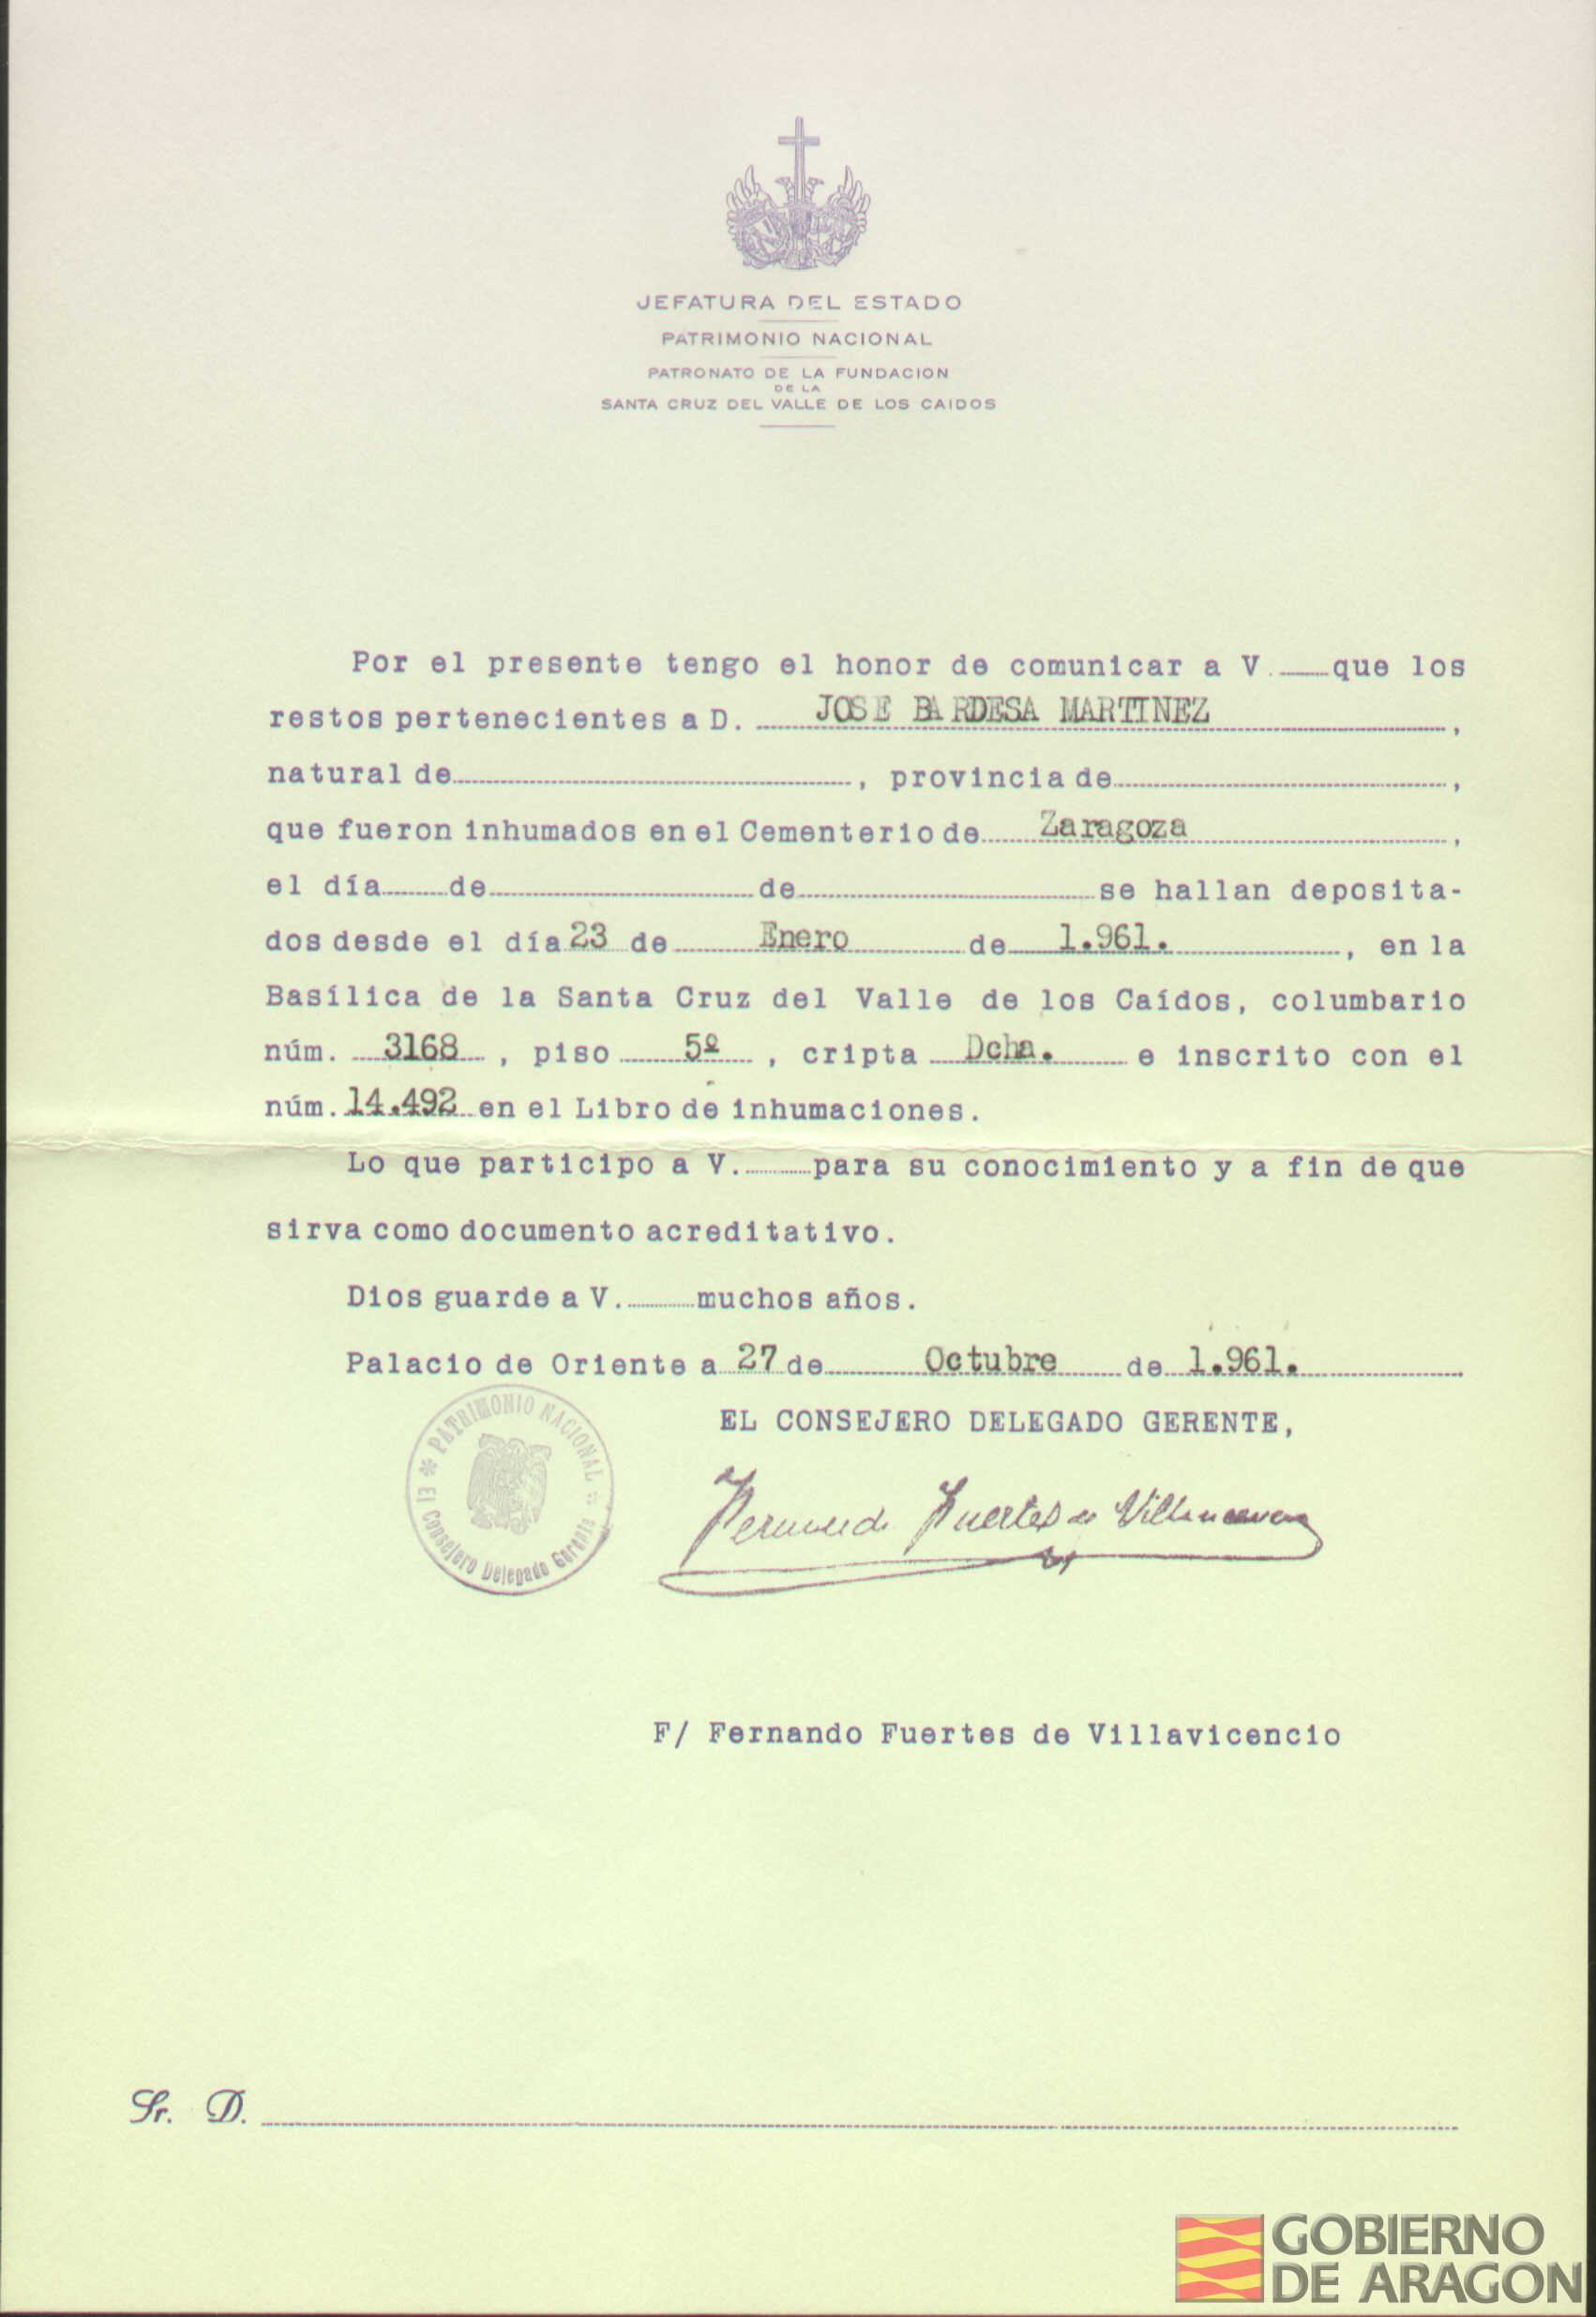 JEFATURA DEL ESTADO
PATRIMONIO NACIONAL
PATRONATO DE LA FUNDACION
DE LA
SANTA CRUZ DEL VALLE DE LOS CAIDOS
Por el presente tengo el honor de comunicar a V. que los
restos pertenecientes a D. JOSE BARDESA MARTINEZ,
natural de , provincia de ,
que fueron inhumados en el Cementerio de Zaragoza,
el día de de se hallan deposita-
dos desde el día 23 de Enero de 1.961. , en la
Basílica de la Santa Cruz del Valle de los Caídos, columbario
núm. 3168 , piso 5º , cripta Dcha. e inscrito con el
núm. 14.492 en el Libro de inhumaciones.
Lo que participo a V. para su conocimiento y a fin de que
sirva como documento acreditativo.
Dios guarde a V. muchos años.
Palacio de Oriente a 27 de Octubre de 1.961.
EL CONSEJERO DELEGADO GERENTE,
PATRIMONIO NACIONAL
El Consejero Delegado Gerente
Fernando Fuertes de Villavicencio
F/ Fernando Fuertes de Villavicencio
Sr. D.
GOBIERNO
DE ARAGON